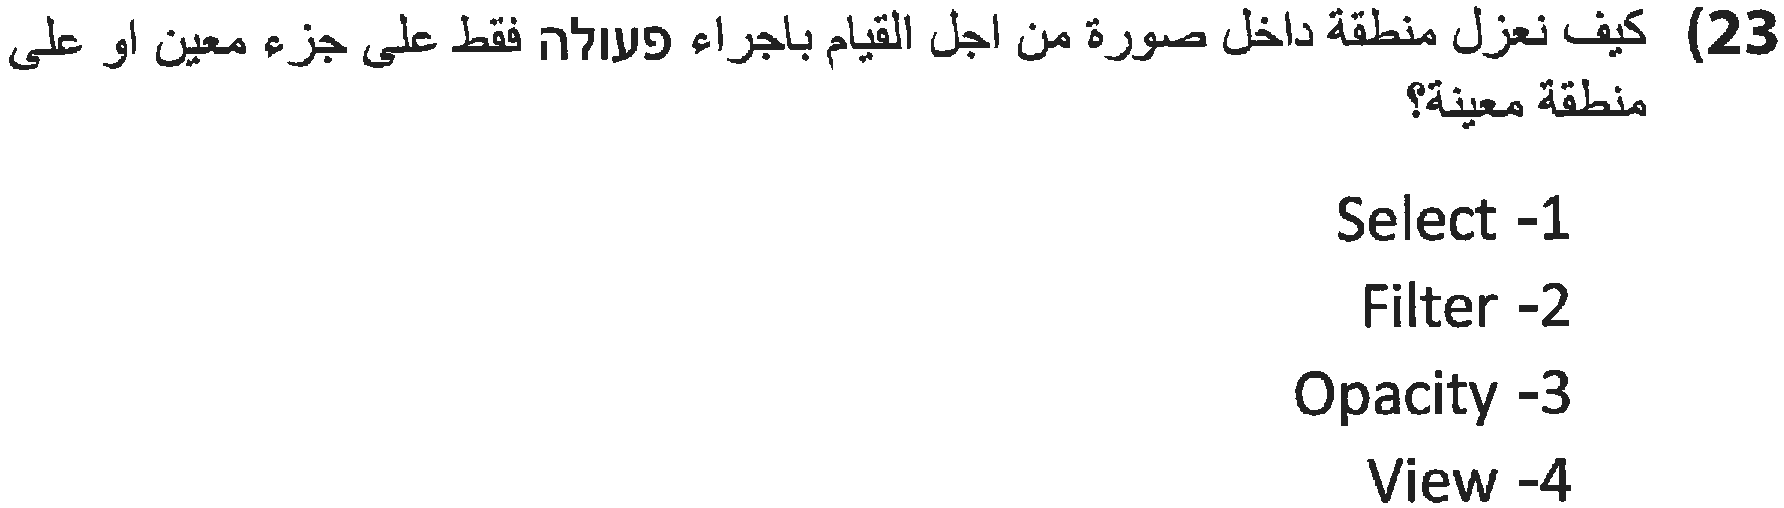 23) كيف نعزل منطقة داخل صورة من اجل القيام باجراء פעולה فقط على جزء معين او على
منطقة معينة؟
1- Select
2- Filter
3- Opacity
4- View